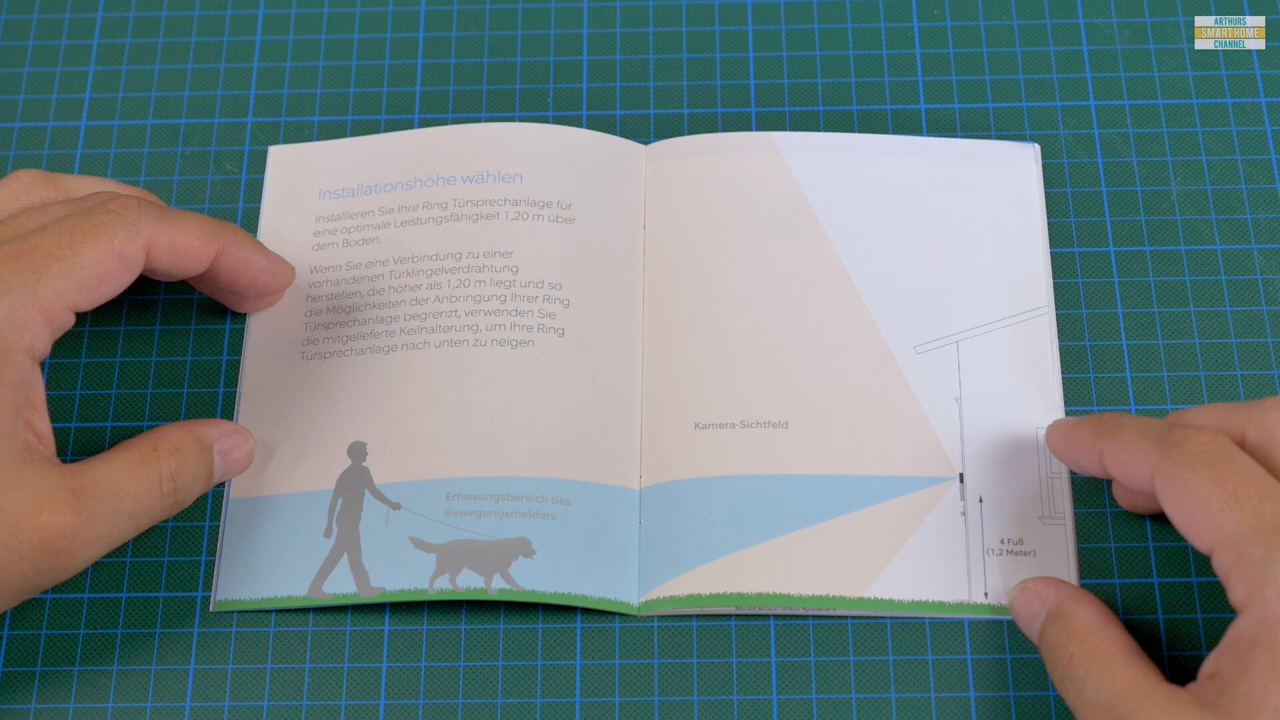 ARTHURS
SMARTHOME
CHANNEL
Installationshöhe wählen
Installieren Sie Ihre Ring Türsprechanlage für
eine optimale Leistungsfähigkeit 1,20 m über
dem Boden.
Wenn Sie eine Verbindung zu einer
vorhandenen Türklingelverdrahtung
herstellen, die höher als 1,20 m liegt und so
die Möglichkeiten der Anbringung Ihrer Ring
Türsprechanlage begrenzt, verwenden Sie
die mitgelieferte Keilhalterung, um Ihre Ring
Türsprechanlage nach unten zu neigen.
Erfassungsbereich des
Bewegungsmelders
Kamera-Sichtfeld
4 Fuß
(1,2 Meter)